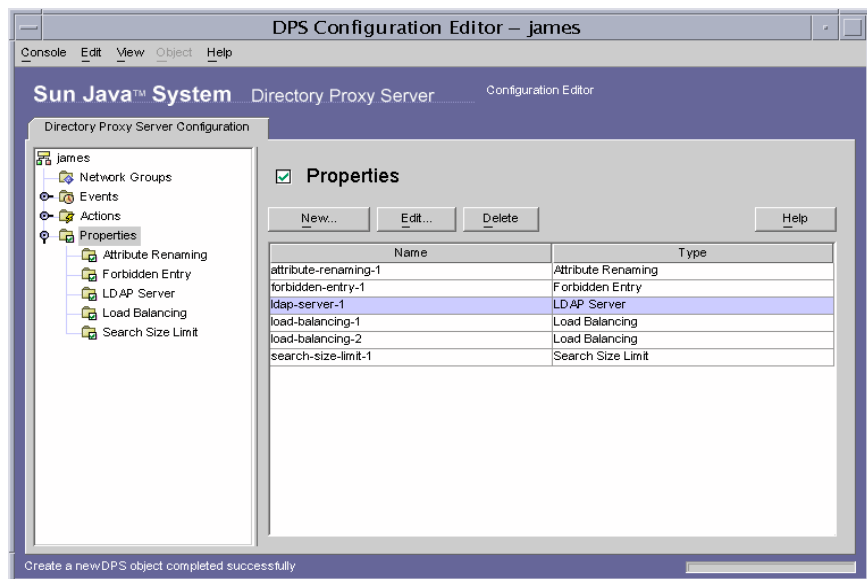 DPS Configuration Editor – james
Console Edit View Object Help
Sun Java™ System Directory Proxy Server Configuration Editor
Directory Proxy Server Configuration
james
Network Groups
Events
Actions
Properties
Attribute Renaming
Forbidden Entry
LDAP Server
Load Balancing
Search Size Limit
Properties
New... Edit... Delete Help
Name Type
attribute-renaming-1 Attribute Renaming
forbidden-entry-1 Forbidden Entry
ldap-server-1 LDAP Server
load-balancing-1 Load Balancing
load-balancing-2 Load Balancing
search-size-limit-1 Search Size Limit
Create a new DPS object completed successfully